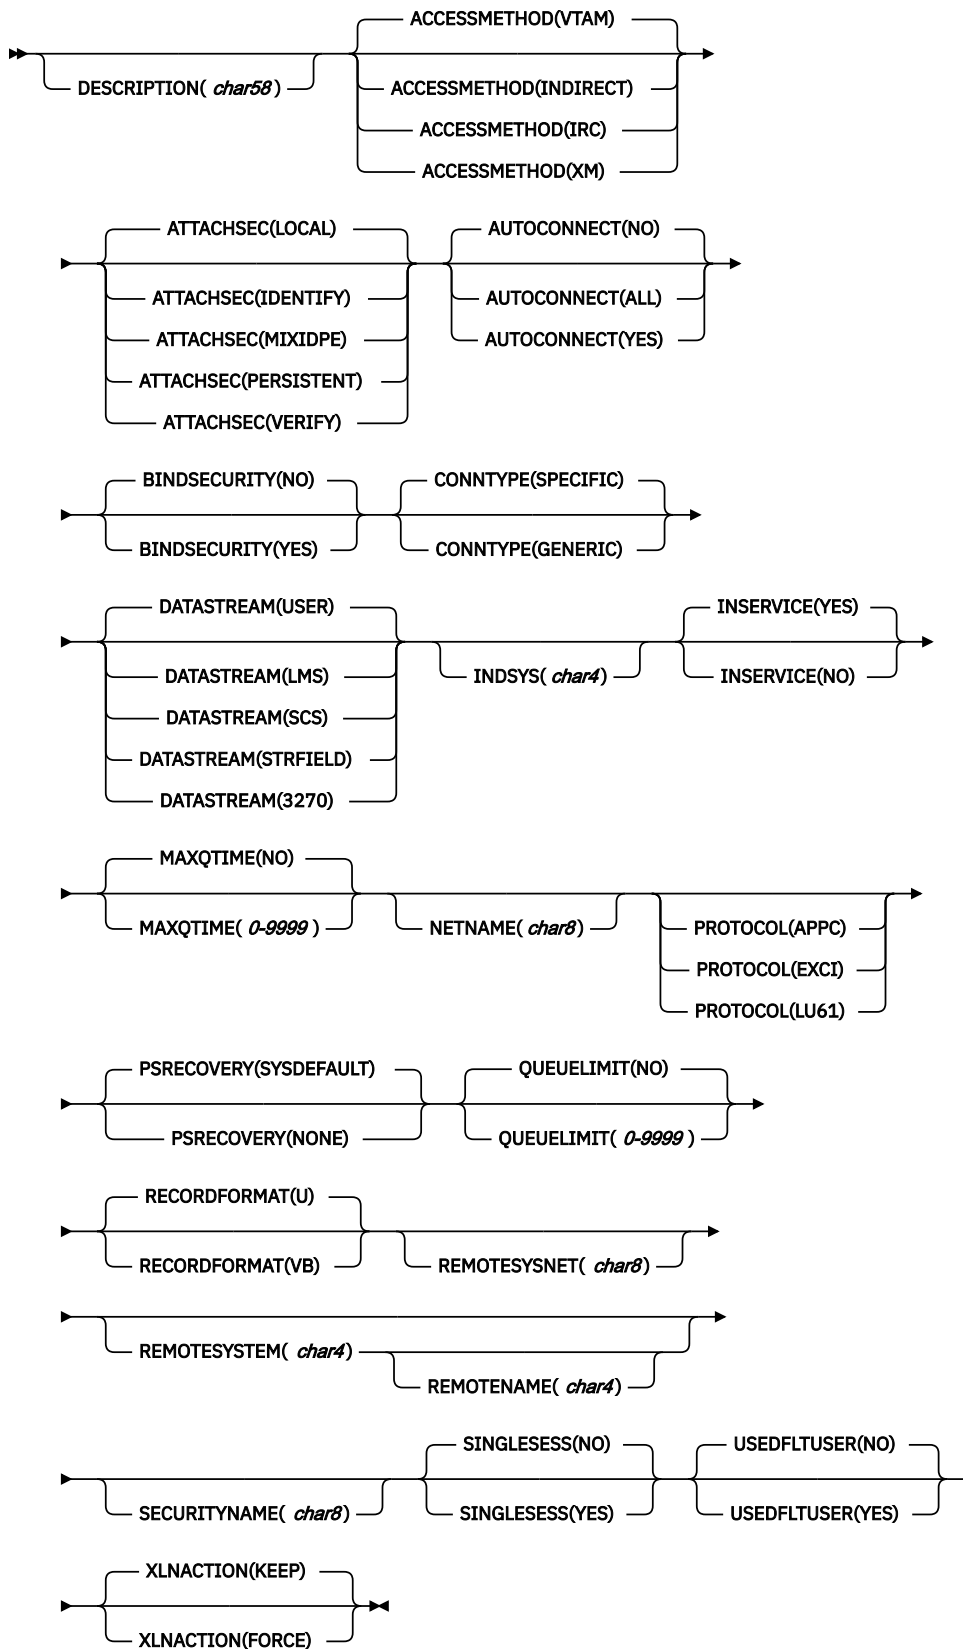 ACCESSMETHOD(VTAM)
DESCRIPTION( char58 )
ACCESSMETHOD(INDIRECT)
ACCESSMETHOD(IRC)
ACCESSMETHOD(XM)
ATTACHSEC(LOCAL)
ATTACHSEC(IDENTIFY)
ATTACHSEC(MIXIDPE)
ATTACHSEC(PERSISTENT)
ATTACHSEC(VERIFY)
AUTOCONNECT(NO)
AUTOCONNECT(ALL)
AUTOCONNECT(YES)
BINDSECURITY(NO)
BINDSECURITY(YES)
CONNTYPE(SPECIFIC)
CONNTYPE(GENERIC)
DATASTREAM(USER)
DATASTREAM(LMS)
DATASTREAM(SCS)
DATASTREAM(STRFIELD)
DATASTREAM(3270)
INDSYS( char4 )
INSERVICE(YES)
INSERVICE(NO)
MAXQTIME(NO)
MAXQTIME( 0-9999 )
NETNAME( char8 )
PROTOCOL(APPC)
PROTOCOL(EXCI)
PROTOCOL(LU61)
PSRECOVERY(SYSDEFAULT)
PSRECOVERY(NONE)
QUEUELIMIT(NO)
QUEUELIMIT( 0-9999 )
RECORDFORMAT(U)
RECORDFORMAT(VB)
REMOTESYSNET( char8 )
REMOTESYSTEM( char4 )
REMOTENAME( char4 )
SECURITYNAME( char8 )
SINGLESESS(NO)
SINGLESESS(YES)
USEDFLTUSER(NO)
USEDFLTUSER(YES)
XLNACTION(KEEP)
XLNACTION(FORCE)